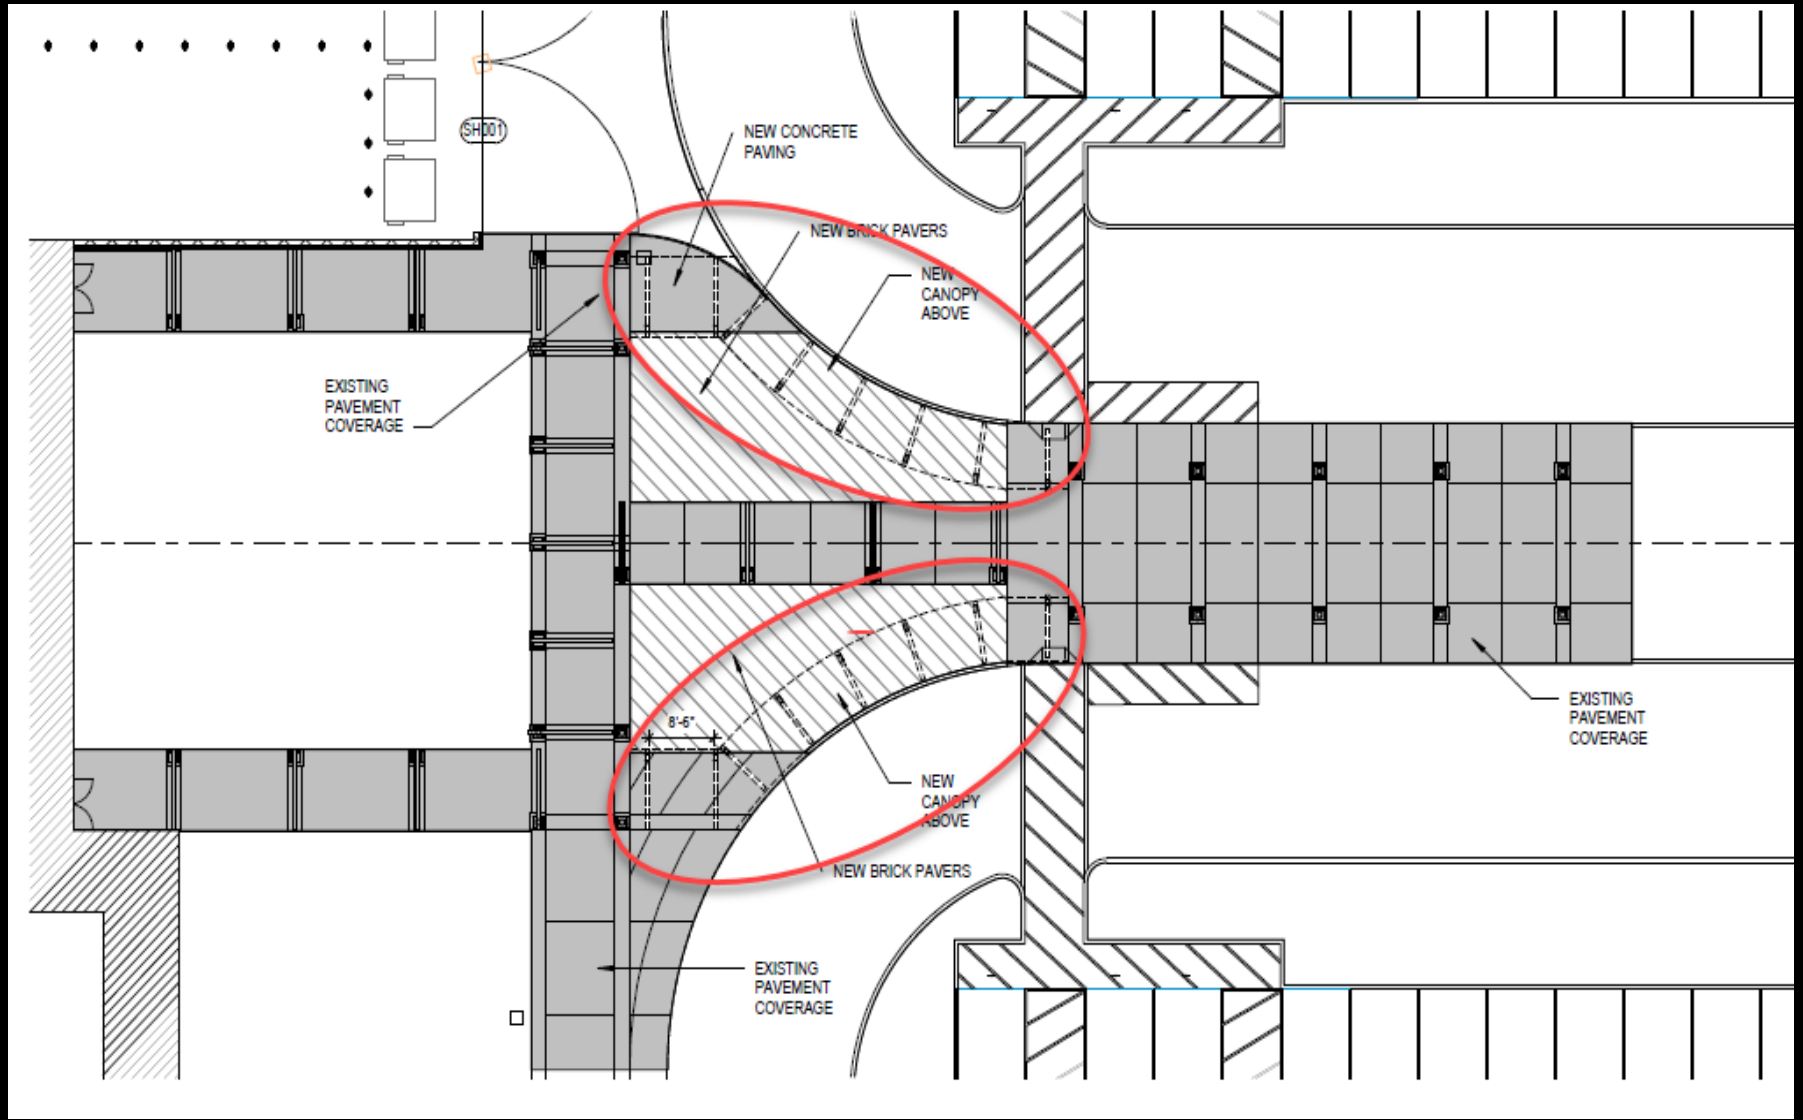 SH001
NEW CONCRETE
PAVING
NEW BRICK PAVERS
NEW
CANOPY
ABOVE
EXISTING
PAVEMENT
COVERAGE
8'-6"
EXISTING
PAVEMENT
COVERAGE
NEW
CANOPY
ABOVE
NEW BRICK PAVERS
EXISTING
PAVEMENT
COVERAGE